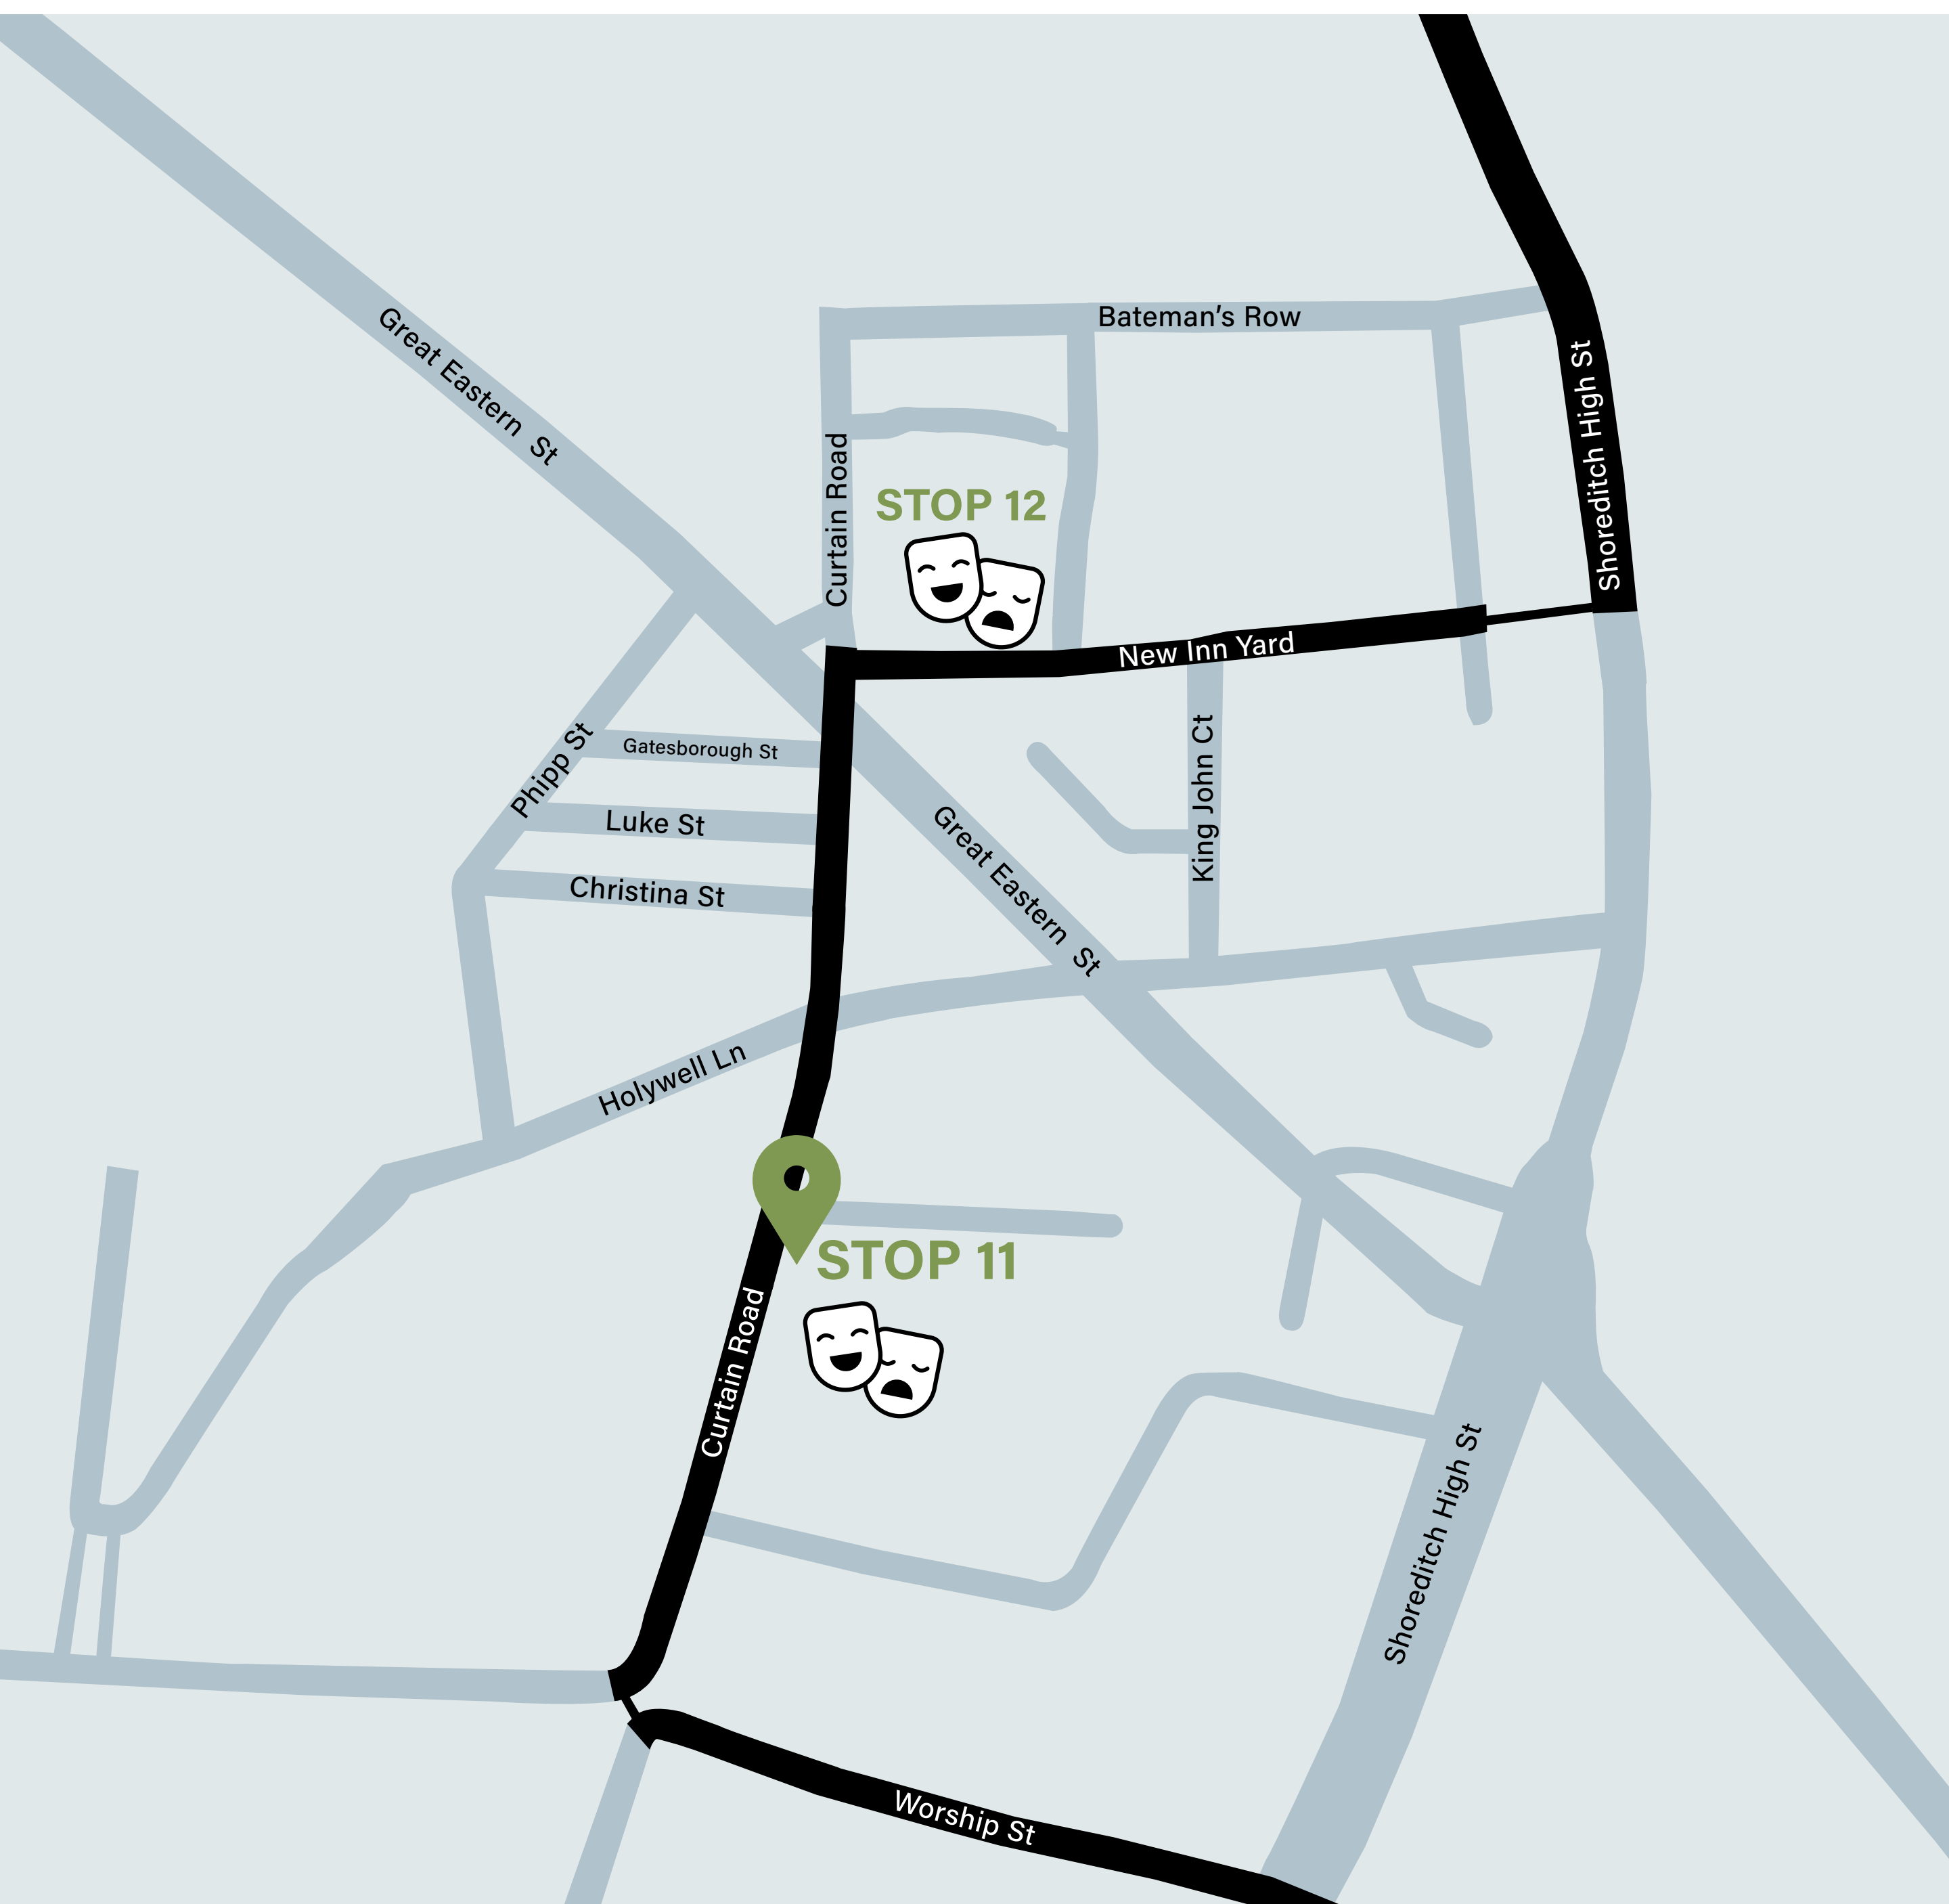 Great Eastern St
Bateman's Row
Shoreditch High St
Curtain Road
STOP 12
New Inn Yard
Phipp St
Gatesborough St
Luke St
Christina St
Great Eastern St
King John Ct
Holywell Ln
STOP 11
Curtain Road
Shoreditch High St
Worship St